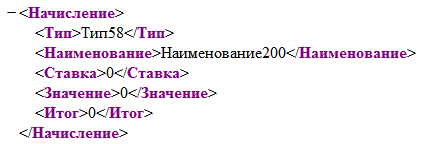 −<Начисление>
<Тип>Тип58</Тип>
<Наименование>Наименование200</Наименование>
<Ставка>0</Ставка>
<Значение>0</Значение>
<Итог>0</Итог>
</Начисление>